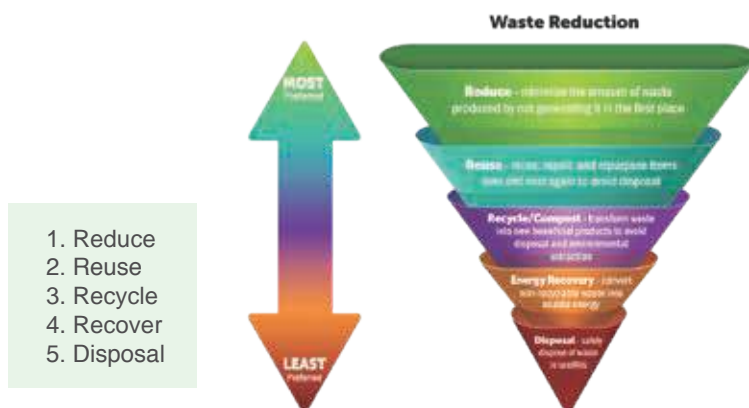 Waste Reduction
MOST
Preferred
Reduce - minimize the amount of waste
produced by not generating it in the first place
Reuse - reuse, repair, and repurpose items
over and over again to avoid disposal
Recycle/Compost - transform waste
into new beneficial products to avoid
disposal and environmental
extraction
Energy Recovery - convert
non-recyclable waste into
usable energy
Disposal - safely
dispose of waste
in landfills
LEAST
Preferred
1. Reduce
2. Reuse
3. Recycle
4. Recover
5. Disposal